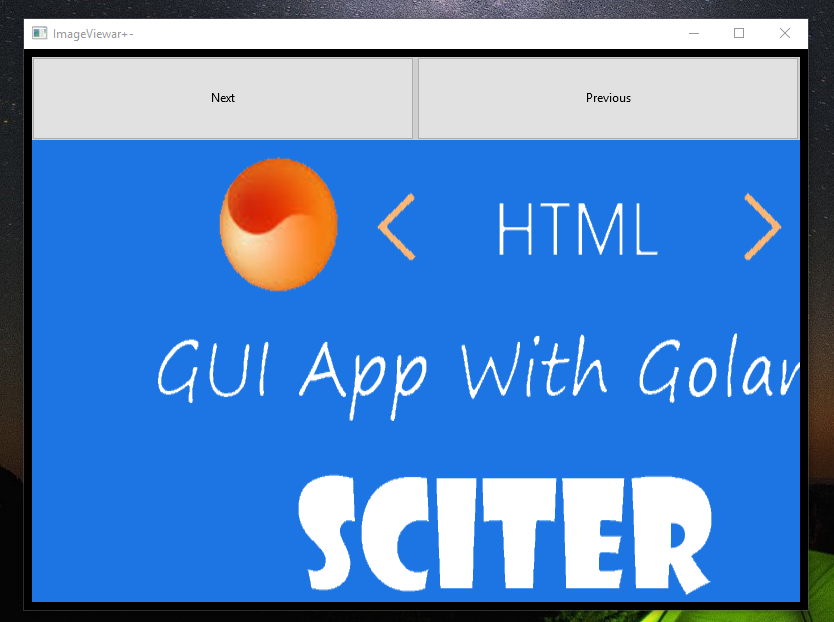 ImageViewar+-
Next Previous
< HTML >
GUI App With Golan
SCITER